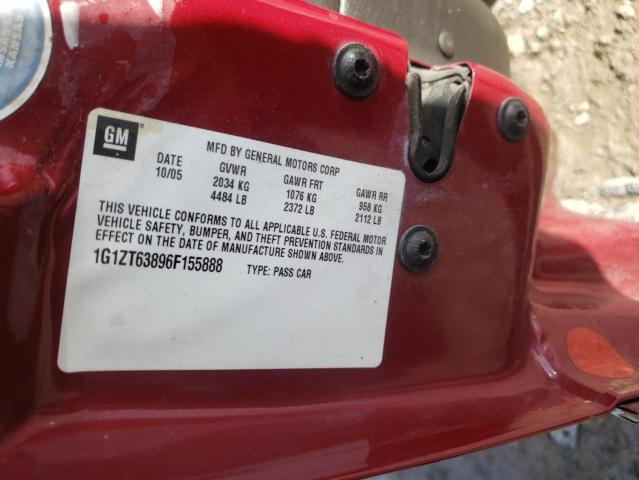 KANSAS
GM
MFD BY GENERAL MOTORS CORP
DATE GVWR GAWR FRT GAWR RR
10/05 2034 KG 1076 KG 958 KG
4484 LB 2372 LB 2112 LB
THIS VEHICLE CONFORMS TO ALL APPLICABLE U.S. FEDERAL MOTOR
VEHICLE SAFETY, BUMPER, AND THEFT PREVENTION STANDARDS IN
EFFECT ON THE DATE OF MANUFACTURE SHOWN ABOVE.
1G1ZT63896F155888 TYPE: PASS CAR